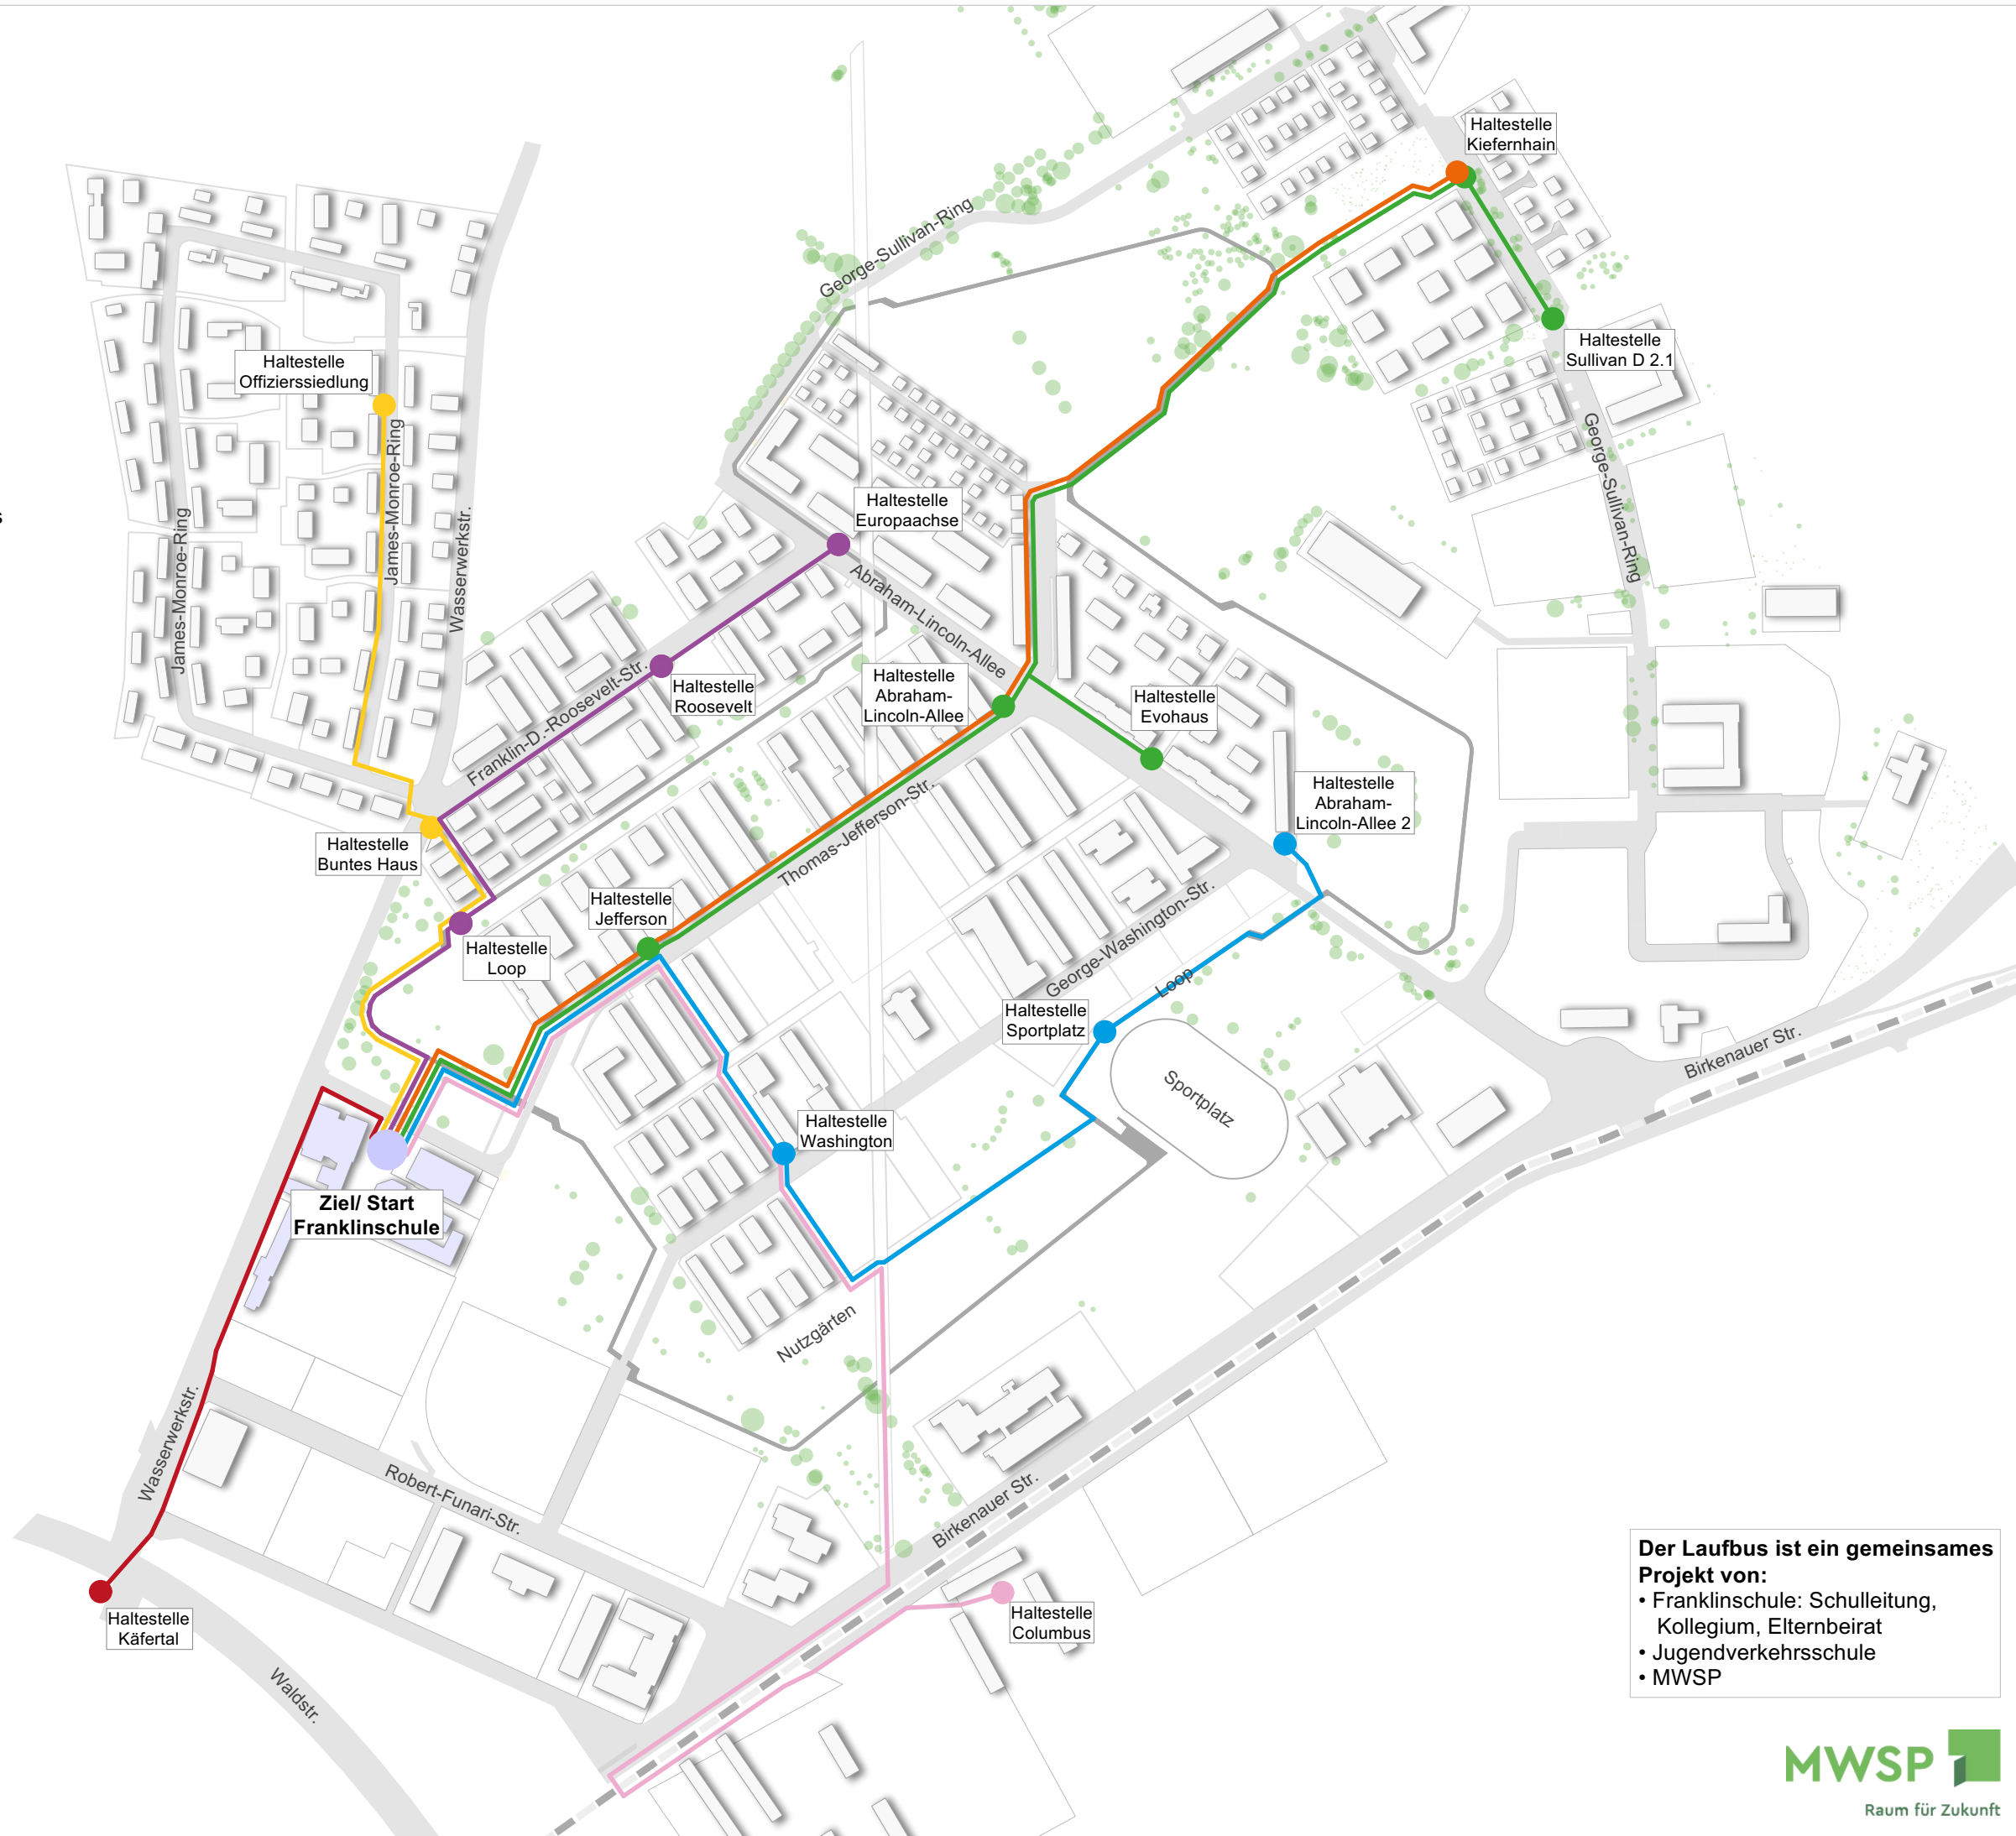 Haltestelle
Kiefernhain
George-Sullivan-Ring
Haltestelle
Sullivan D 2.1
Haltestelle
Offizierssiedlung
James-Monroe-Ring
James-Monroe-Ring
Wasserwerkstr.
George-Sullivan-Ring
Haltestelle
Europaachse
Abraham-Lincoln-Allee
Haltestelle
Roosevelt
Franklin-D.-Roosevelt-Str.
Haltestelle
Abraham-
Lincoln-Allee
Haltestelle
Evohaus
Haltestelle
Abraham-
Lincoln-Allee 2
Haltestelle
Buntes Haus
Thomas-Jefferson-Str.
Haltestelle
Jefferson
Haltestelle
Loop
George-Washington-Str.
Loop
Haltestelle
Sportplatz
Sportplatz
Birkenauer Str.
Haltestelle
Washington
Ziel/ Start
Franklinschule
Nutzgärten
Wasserwerkstr.
Robert-Funari-Str.
Birkenauer Str.
Haltestelle
Käfertal
Haltestelle
Columbus
Waldstr.
Der Laufbus ist ein gemeinsames
Projekt von:
• Franklinschule: Schulleitung,
Kollegium, Elternbeirat
• Jugendverkehrsschule
• MWSP
MWSP
Raum für Zukunft